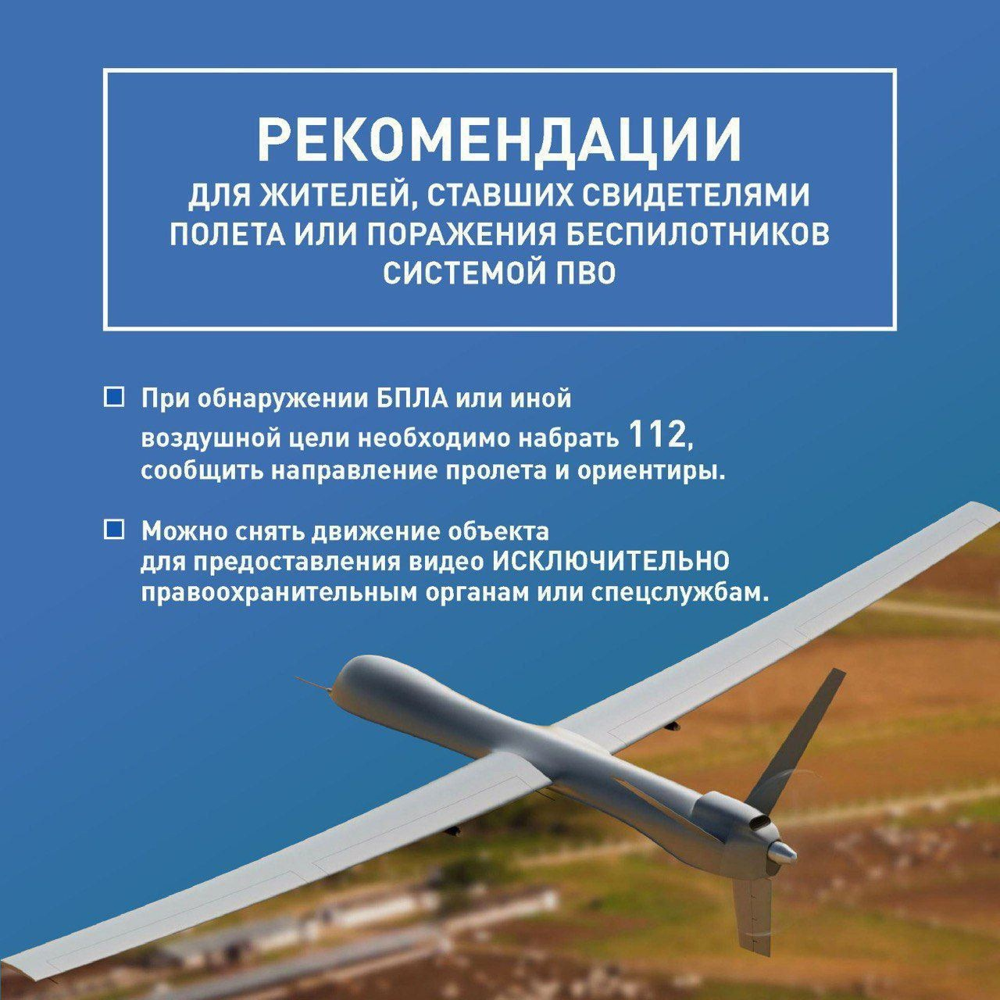 РЕКОМЕНДАЦИИ
ДЛЯ ЖИТЕЛЕЙ, СТАВШИХ СВИДЕТЕЛЯМИ
ПОЛЕТА ИЛИ ПОРАЖЕНИЯ БЕСПИЛОТНИКОВ
СИСТЕМОЙ ПВО
При обнаружении БПЛА или иной
воздушной цели необходимо набрать 112,
сообщить направление пролета и ориентиры.
Можно снять движение объекта
для предоставления видео ИСКЛЮЧИТЕЛЬНО
правоохранительным органам или спецслужбам.